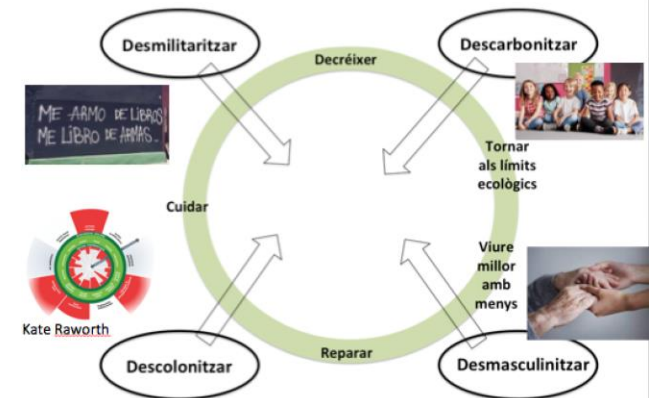 Desmilitaritzar
Descarbonitzar
Decréixer
ME ARMO DE LIBROS
ME LIBRO DE ARMAS.
Tornar
als límits
ecològics
Cuidar
Viure
millor
amb
menys
Kate Raworth
Reparar
Descolonitzar
Desmasculinitzar